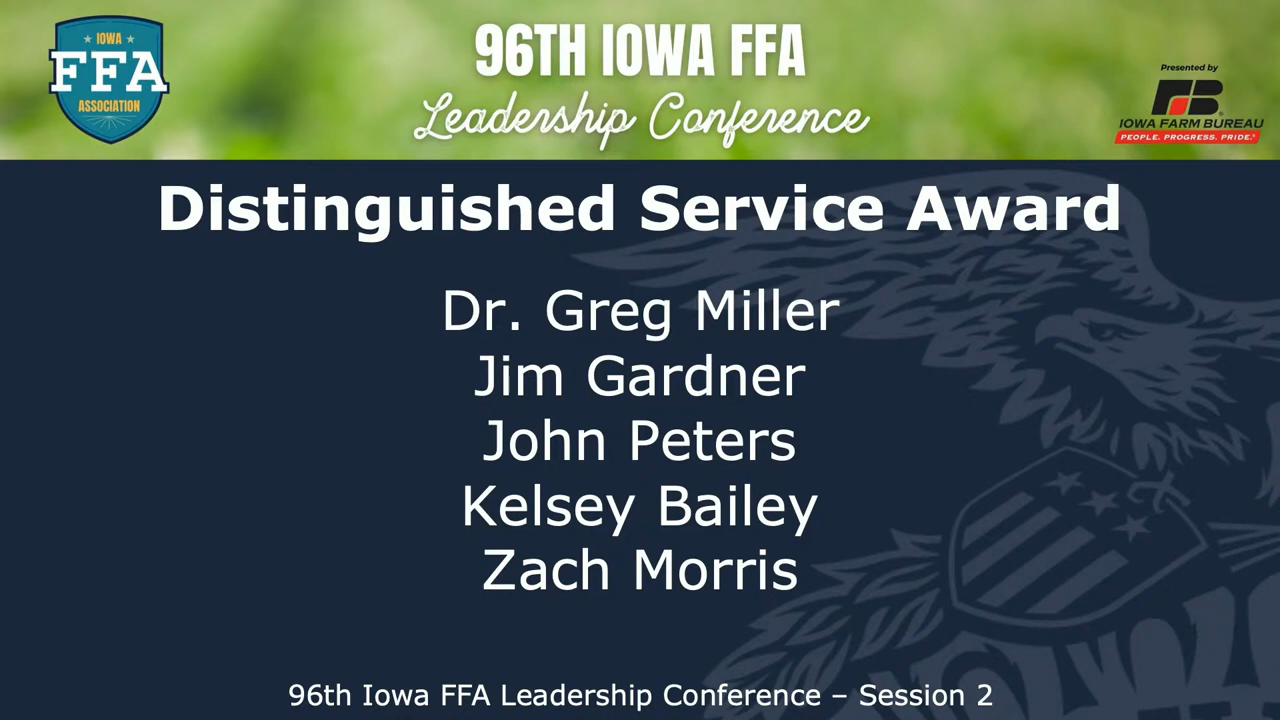 ★ IOWA ★
FFA
ASSOCIATION
96TH IOWA FFA
Leadership Conference
Presented by
FB
IOWA FARM BUREAU
PEOPLE. PROGRESS. PRIDE.®
Distinguished Service Award
Dr. Greg Miller
Jim Gardner
John Peters
Kelsey Bailey
Zach Morris
96th Iowa FFA Leadership Conference – Session 2